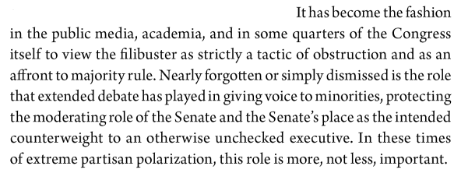 It has become the fashion
in the public media, academia, and in some quarters of the Congress
itself to view the filibuster as strictly a tactic of obstruction and as an
affront to majority rule. Nearly forgotten or simply dismissed is the role
that extended debate has played in giving voice to minorities, protecting
the moderating role of the Senate and the Senate's place as the intended
counterweight to an otherwise unchecked executive. In these times
of extreme partisan polarization, this role is more, not less, important.